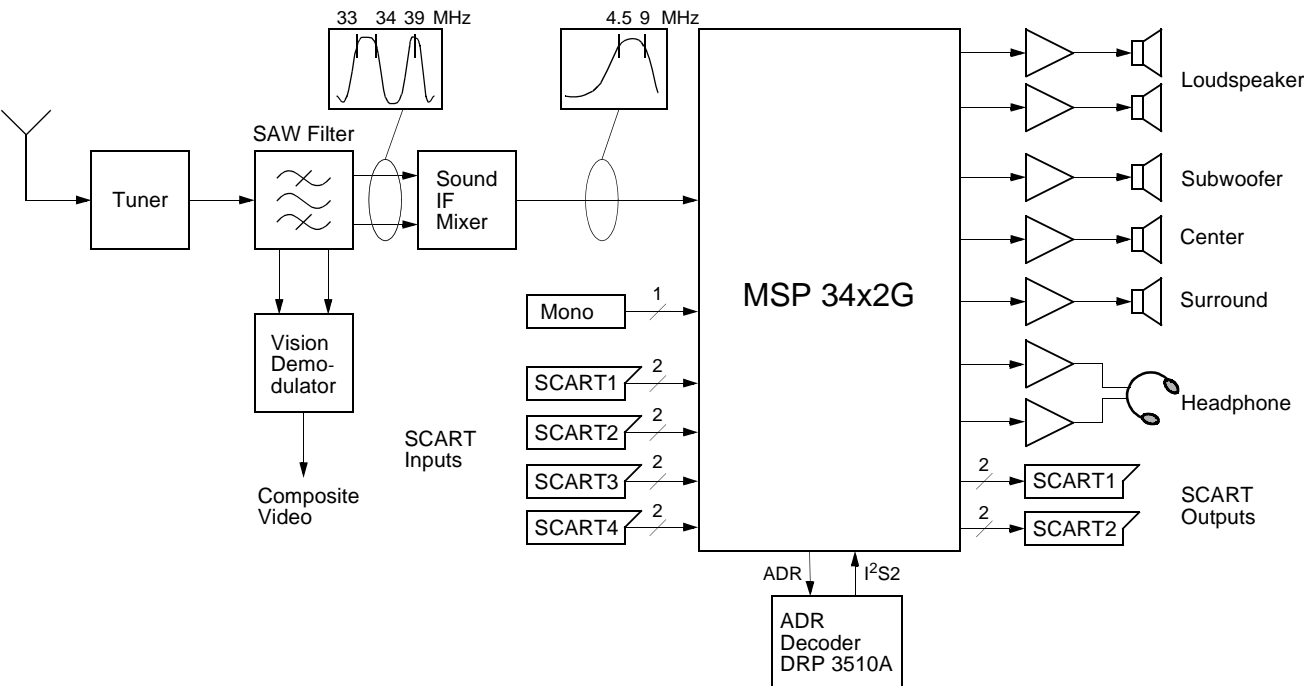 33 34 39 MHz
4.5 9 MHz
SAW Filter
Tuner
Sound
IF
Mixer
Vision
Demo-
dulator
Composite
Video
SCART
Inputs
Mono
1
SCART1
2
SCART2
2
SCART3
2
SCART4
2
MSP 34x2G
Loudspeaker
Subwoofer
Center
Surround
Headphone
2
SCART1
2
SCART2
SCART
Outputs
ADR
I²S2
ADR
Decoder
DRP 3510A